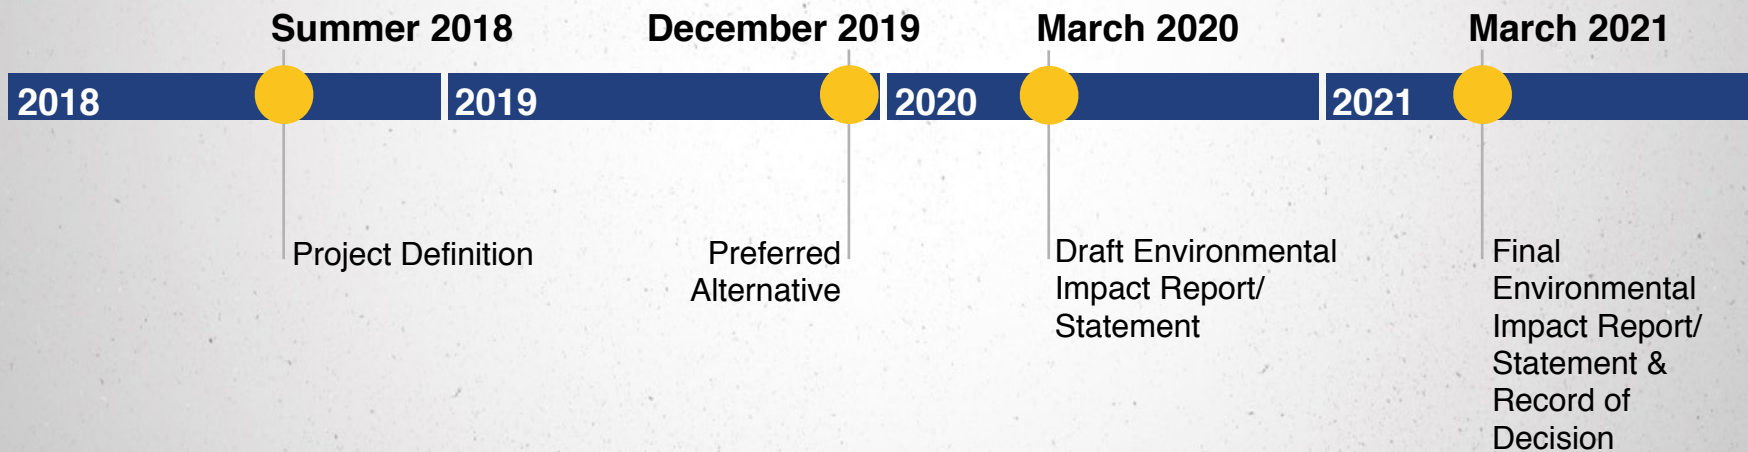 Summer 2018
December 2019
March 2020
March 2021
2018
2019
2020
2021
Project Definition
Preferred
Alternative
Draft Environmental
Impact Report/
Statement
Final
Environmental
Impact Report/
Statement &
Record of
Decision